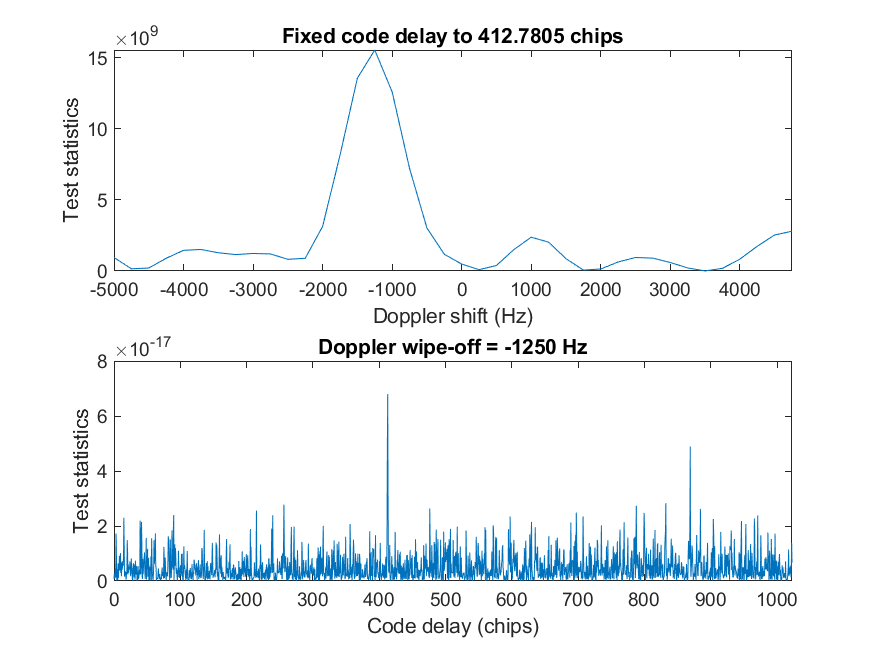 ×10^9
Fixed code delay to 412.7805 chips
15
10
5
0
Test statistics
-5000 -4000 -3000 -2000 -1000 0 1000 2000 3000 4000
Doppler shift (Hz)
×10^-17
Doppler wipe-off = -1250 Hz
8
6
4
2
0
Test statistics
0 100 200 300 400 500 600 700 800 900 1000
Code delay (chips)